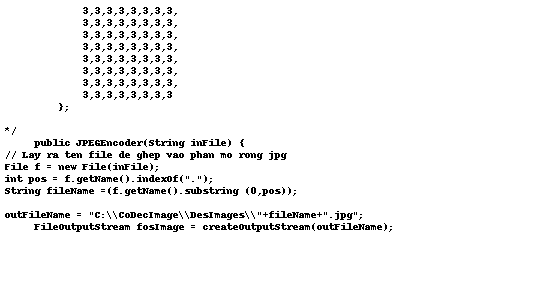 3,3,3,3,3,3,3,3,
3,3,3,3,3,3,3,3,
3,3,3,3,3,3,3,3,
3,3,3,3,3,3,3,3,
3,3,3,3,3,3,3,3,
3,3,3,3,3,3,3,3,
3,3,3,3,3,3,3,3,
3,3,3,3,3,3,3,3
};
*/
public JPEGEncoder(String inFile) {
// Lay ra ten file de ghep vao phan mo rong jpg
File f = new File(inFile);
int pos = f.getName().indexOf(".");
String fileName =(f.getName().substring (0,pos));
outFileName = "C:\\CoDecImage\\DesImages\\"+fileName+".jpg";
FileOutputStream fosImage = createOutputStream(outFileName);